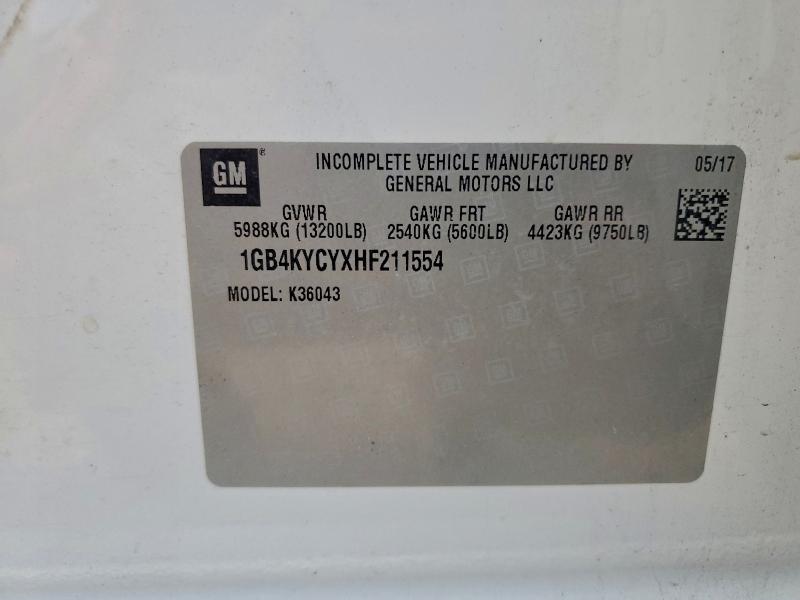 GM ® INCOMPLETE VEHICLE MANUFACTURED BY 05/17
GENERAL MOTORS LLC
GVWR GAWR FRT GAWR RR
5988KG (13200LB) 2540KG (5600LB) 4423KG (9750LB)
1GB4KYCYXHF211554
MODEL: K36043